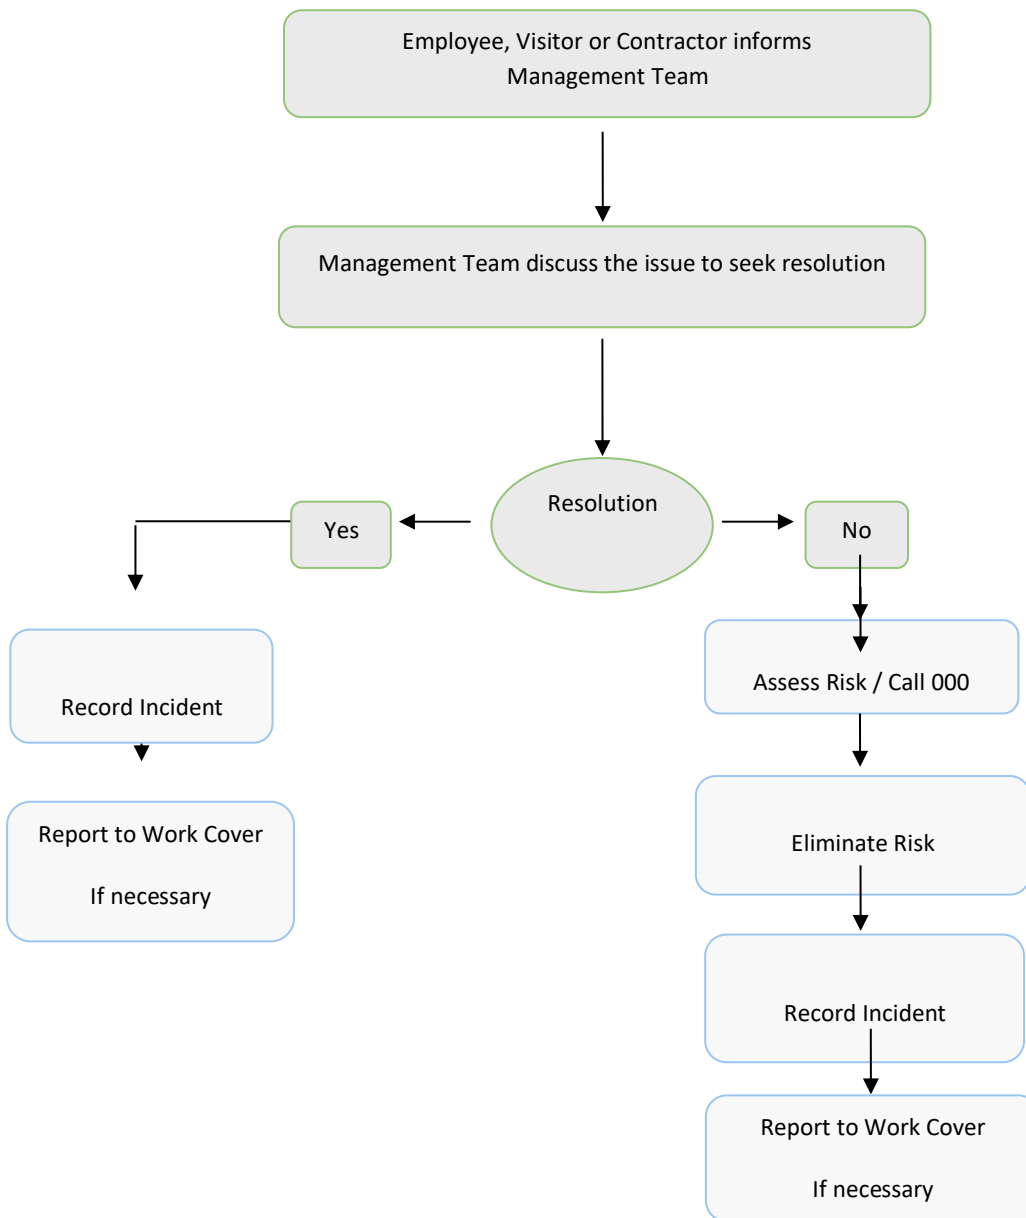 Employee, Visitor or Contractor informs
Management Team
Management Team discuss the issue to seek resolution
Resolution
Yes
No
Record Incident
Report to Work Cover
If necessary
Assess Risk / Call 000
Eliminate Risk
Record Incident
Report to Work Cover
If necessary